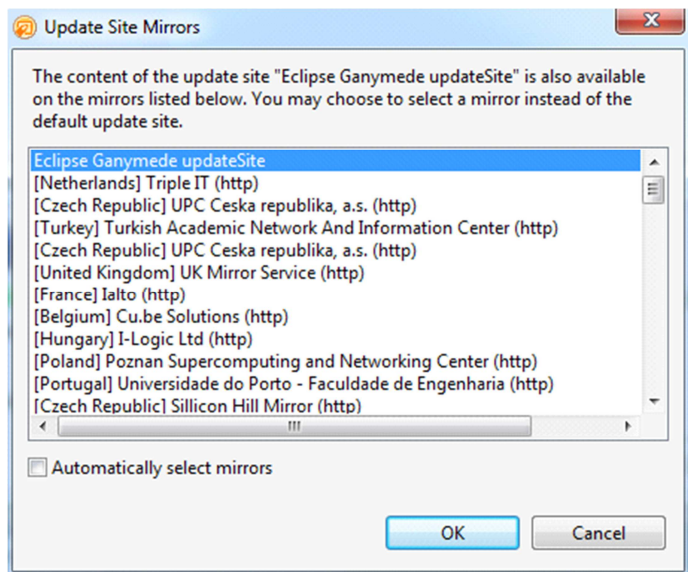 Update Site Mirrors
The content of the update site "Eclipse Ganymede updateSite" is also available
on the mirrors listed below. You may choose to select a mirror instead of the
default update site.
Eclipse Ganymede updateSite
[Netherlands] Triple IT (http)
[Czech Republic] UPC Ceska republika, a.s. (http)
[Turkey] Turkish Academic Network And Information Center (http)
[Czech Republic] UPC Ceska republika, a.s. (http)
[United Kingdom] UK Mirror Service (http)
[France] Ialto (http)
[Belgium] Cu.be Solutions (http)
[Hungary] I-Logic Ltd (http)
[Poland] Poznan Supercomputing and Networking Center (http)
[Portugal] Universidade do Porto - Faculdade de Engenharia (http)
[Czech Republic] Sillicon Hill Mirror (http)
Automatically select mirrors
OK Cancel